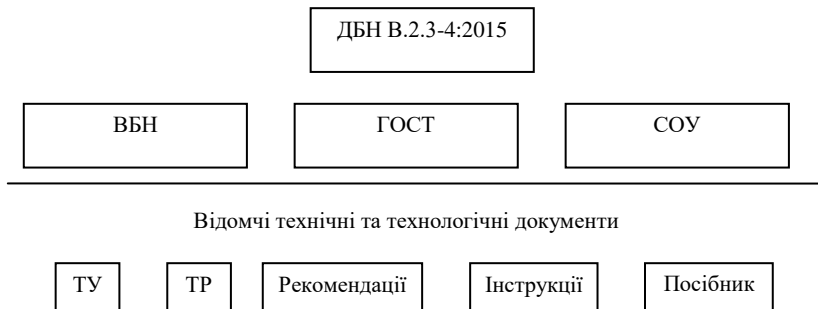 ДБН В.2.3-4:2015
ВБН ГОСТ СОУ
Відомчі технічні та технологічні документи
ТУ ТР Рекомендації Інструкції Посібник